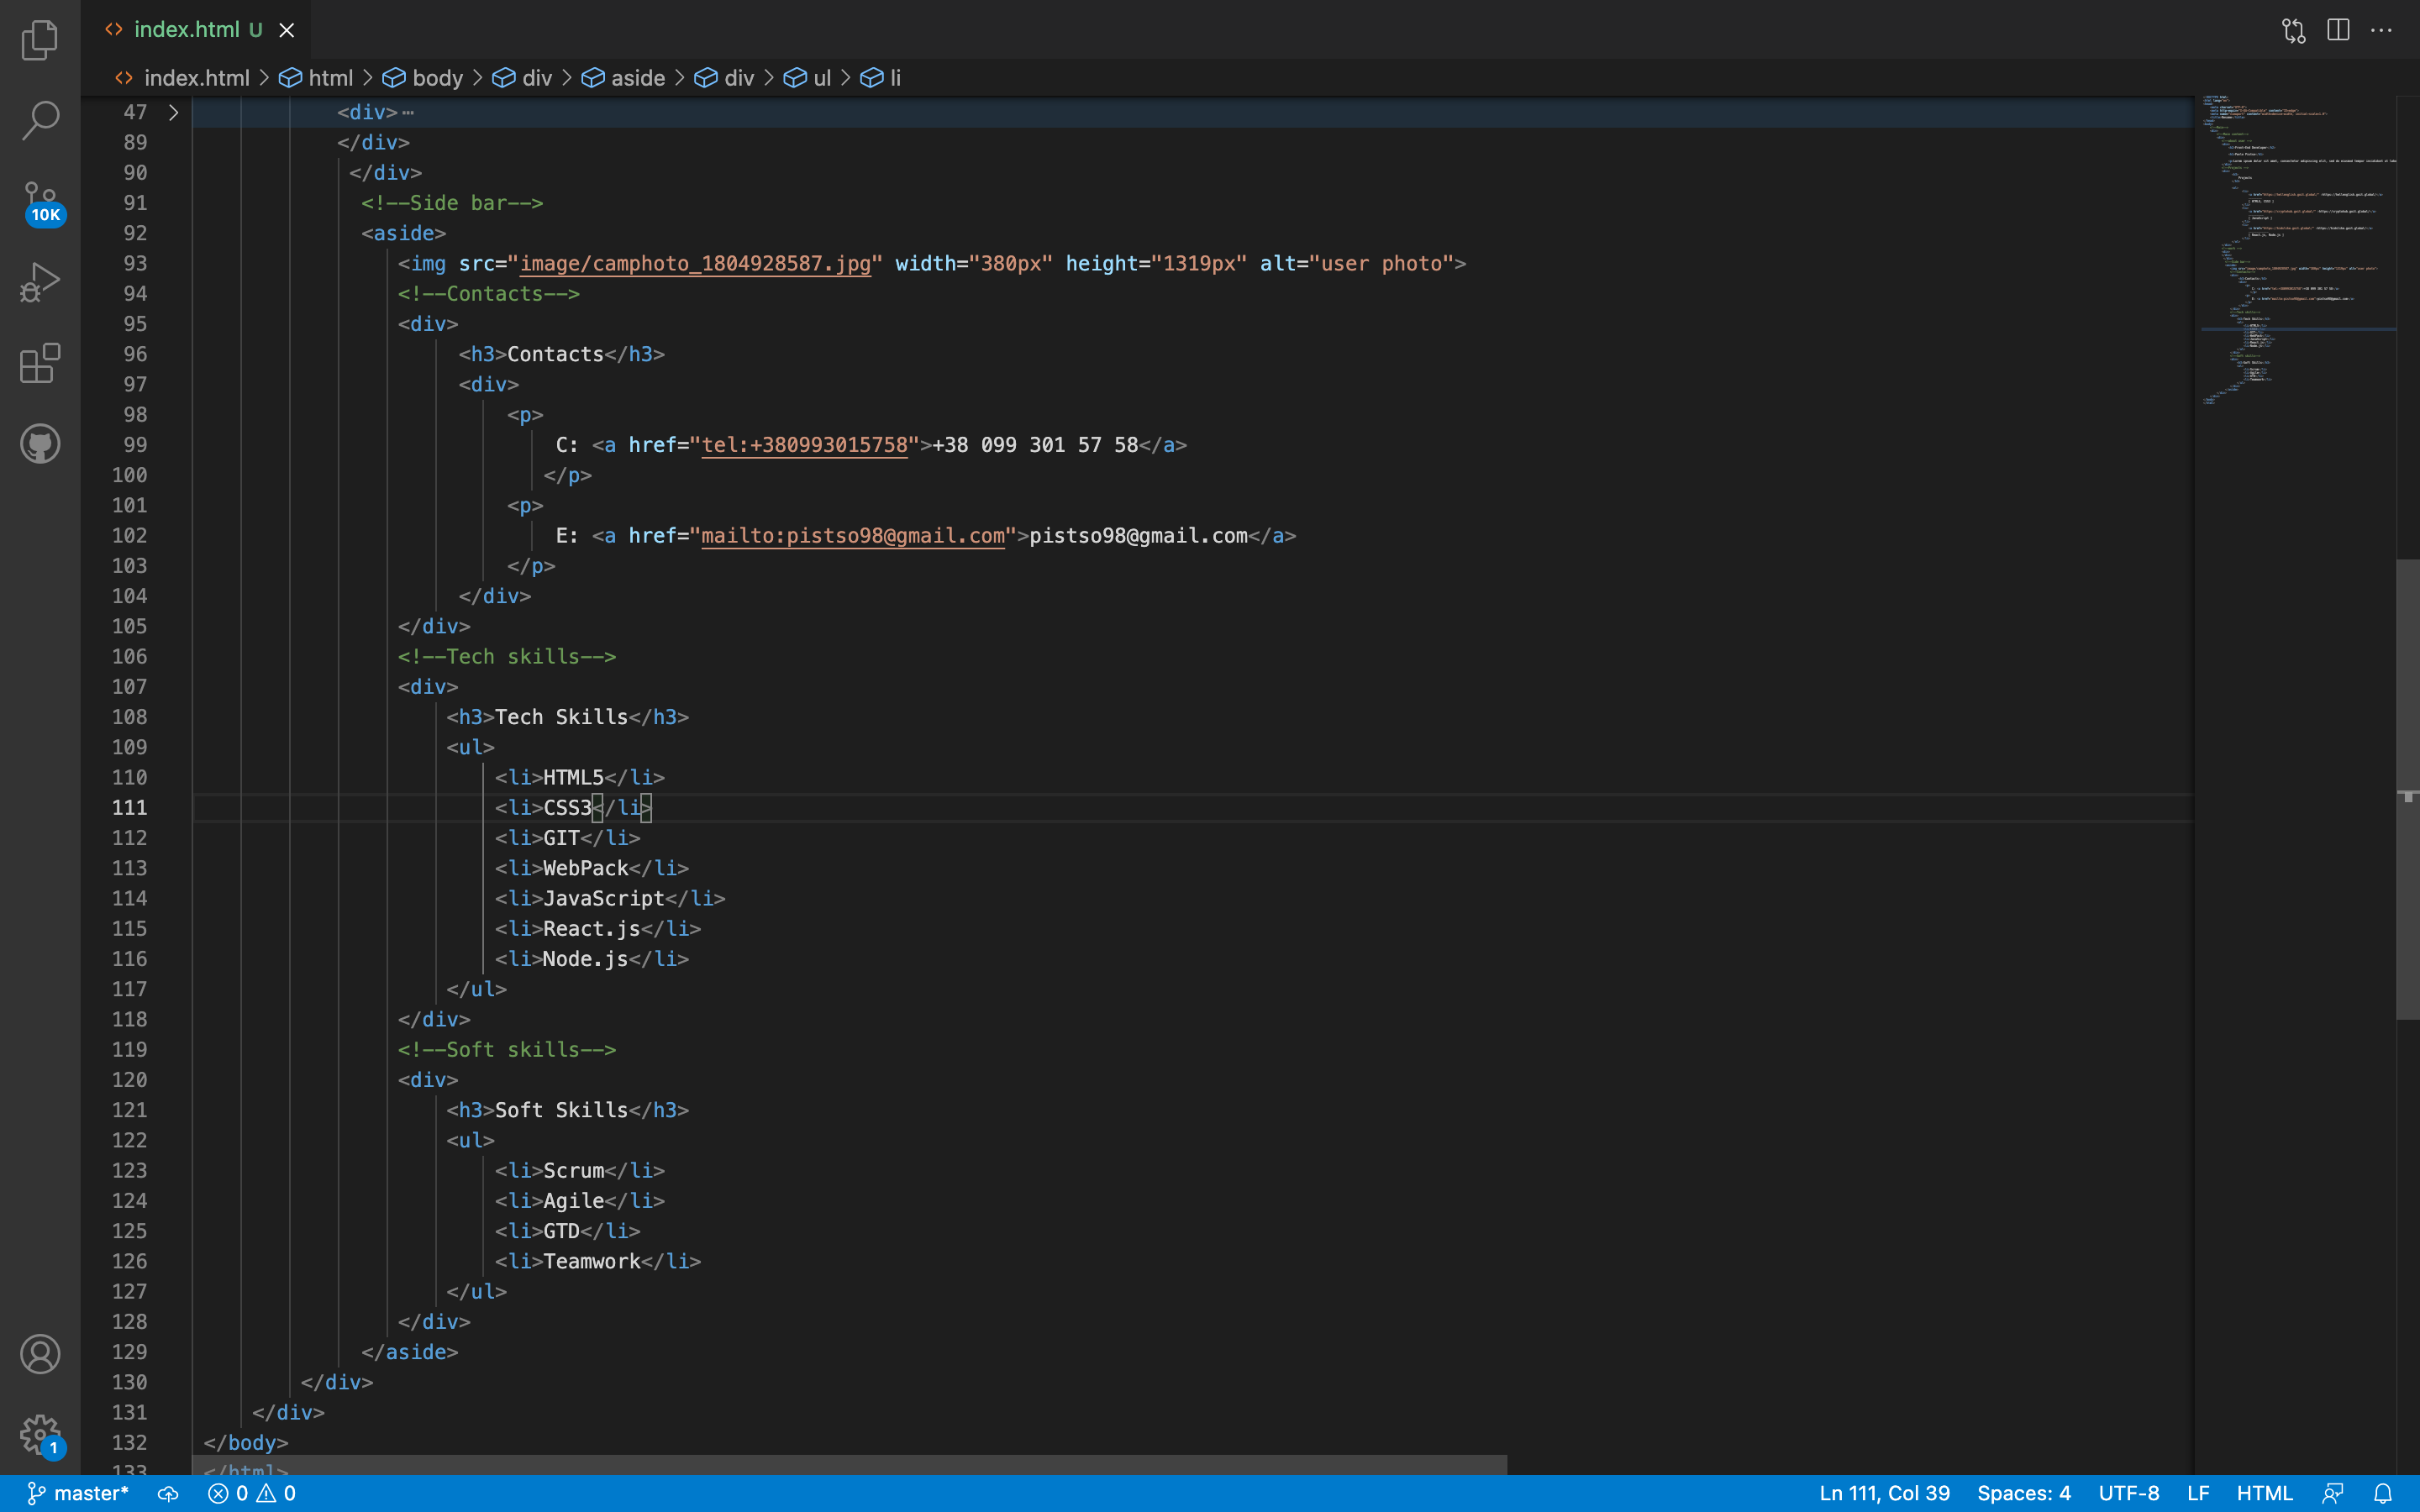 index.html U
index.html > html > body > div > aside > div > ul > li
10K
47 <div>…
89 </div>
90 </div>
91 <!--Side bar-->
92 <aside>
93 <img src="image/camphoto_1804928587.jpg" width="380px" height="1319px" alt="user photo">
94 <!--Contacts-->
95 <div>
96 <h3>Contacts</h3>
97 <div>
98 <p>
99 C: <a href="tel:+380993015758">+38 099 301 57 58</a>
100 </p>
101 <p>
102 E: <a href="mailto:pistso98@gmail.com">pistso98@gmail.com</a>
103 </p>
104 </div>
105 </div>
106 <!--Tech skills-->
107 <div>
108 <h3>Tech Skills</h3>
109 <ul>
110 <li>HTML5</li>
111 <li>CSS3</li>
112 <li>GIT</li>
113 <li>WebPack</li>
114 <li>JavaScript</li>
115 <li>React.js</li>
116 <li>Node.js</li>
117 </ul>
118 </div>
119 <!--Soft skills-->
120 <div>
121 <h3>Soft Skills</h3>
122 <ul>
123 <li>Scrum</li>
124 <li>Agile</li>
125 <li>GTD</li>
126 <li>Teamwork</li>
127 </ul>
128 </div>
129 </aside>
130 </div>
131 </div>
132 </body>
133 </html>
1
master* 0 0 Ln 111, Col 39 Spaces: 4 UTF-8 LF HTML